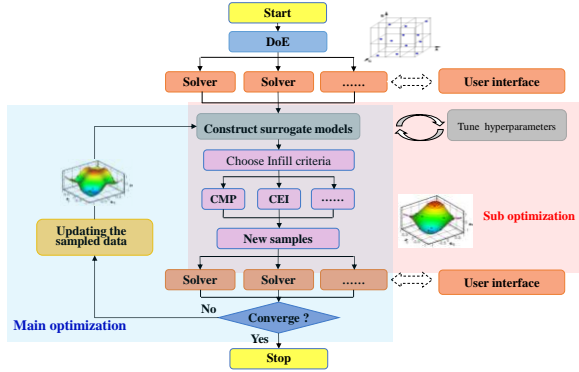 Start
DoE
Solver
Solver
......
User interface
Construct surrogate models
Tune hyperparameters
Choose Infill criteria
CMP
CEI
......
Sub optimization
Updating the
sampled data
New samples
Solver
Solver
......
User interface
No
Converge ?
Main optimization
Yes
Stop